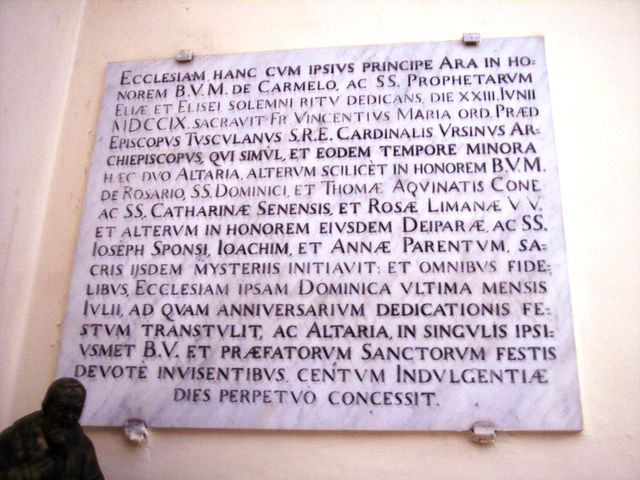 ECCLESIAM HANC CVM IPSIVS PRINCIPE ARA IN HO=
NOREM B.V.M. DE CARMELO, AC SS. PROPHETARVM
ELIÆ, ET ELISEI SOLEMNI RITV DEDICANS, DIE XXIII. IVNII
MDCCIX. SACRAVIT FR. VINCENTIVS MARIA ORD. PRÆD.
EPISCOPVS TVSCVLANVS S.R.E. CARDINALIS VRSINVS AR=
CHIEPISCOPVS, QVI SIMVL, ET EODEM TEMPORE MINORA
HÆC DVO ALTARIA, ALTERVM SCILICET IN HONOREM B.V.M.
DE ROSARIO, SS. DOMINICI, ET THOMÆ AQVINATIS CONF.
AC SS. CATHARINÆ SENENSIS, ET ROSÆ LIMANÆ V.V.
ET ALTERVM IN HONOREM EIVSDEM DEIPARÆ, AC SS.
IOSEPH SPONSI, IOACHIM, ET ANNÆ PARENTVM, SA=
CRIS IJSDEM MYSTERIIS INITIAVIT: ET OMNIBVS FIDE=
LIBVS, ECCLESIAM IPSAM DOMINICA VLTIMA MENSIS
IVLII, AD QVAM ANNIVERSARIVM DEDICATIONIS FE=
STVM TRANSTVLIT, AC ALTARIA, IN SINGVLIS IPSI=
VSMET B.V. ET PRÆFATORVM SANCTORVM FESTIS
DEVOTE INVISENTIBVS, CENTVM INDVLGENTIÆ
DIES PERPETVO CONCESSIT.